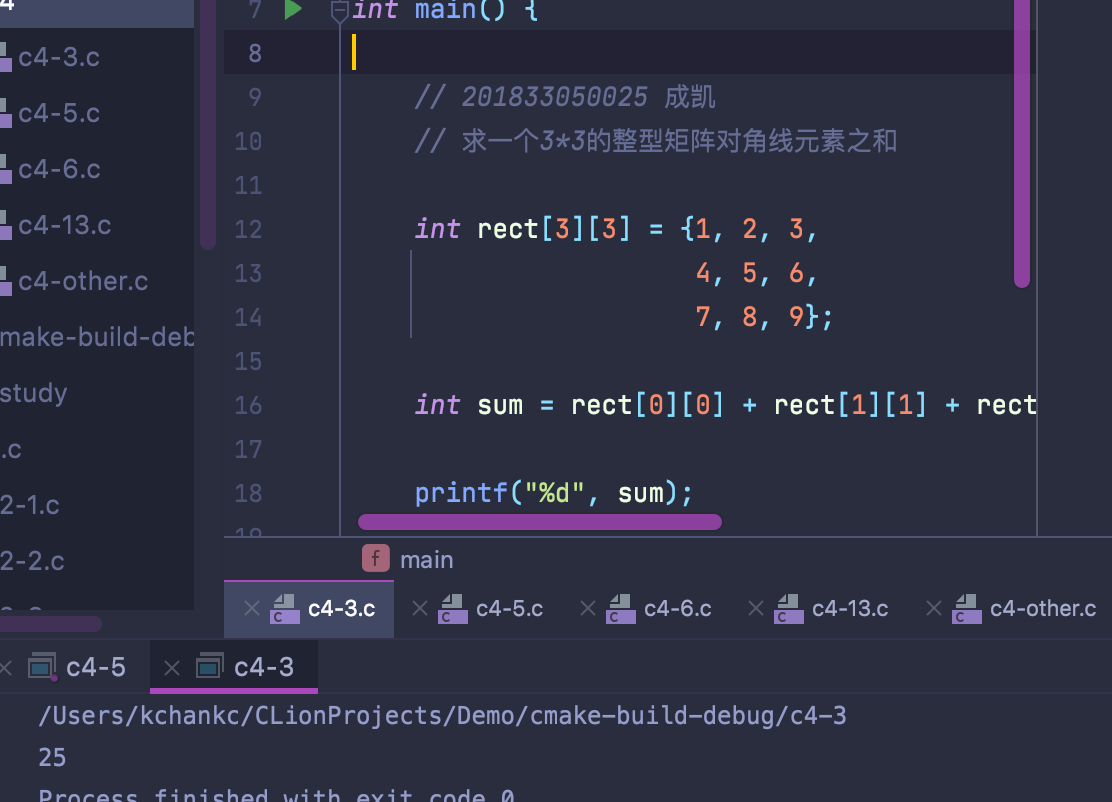 4
c4-3.c
c4-5.c
c4-6.c
c4-13.c
c4-other.c
make-build-deb
study
.c
2-1.c
2-2.c
7 int main() {
8
9 // 201833050025 成凯
10 // 求一个3*3的整型矩阵对角线元素之和
11
12 int rect[3][3] = {1, 2, 3,
13 4, 5, 6,
14 7, 8, 9};
15
16 int sum = rect[0][0] + rect[1][1] + rect
17
18 printf("%d", sum);
19
f main
c4-3.c c4-5.c c4-6.c c4-13.c c4-other.c
c4-5 c4-3
/Users/kchankc/CLionProjects/Demo/cmake-build-debug/c4-3
25
Process finished with exit code 0